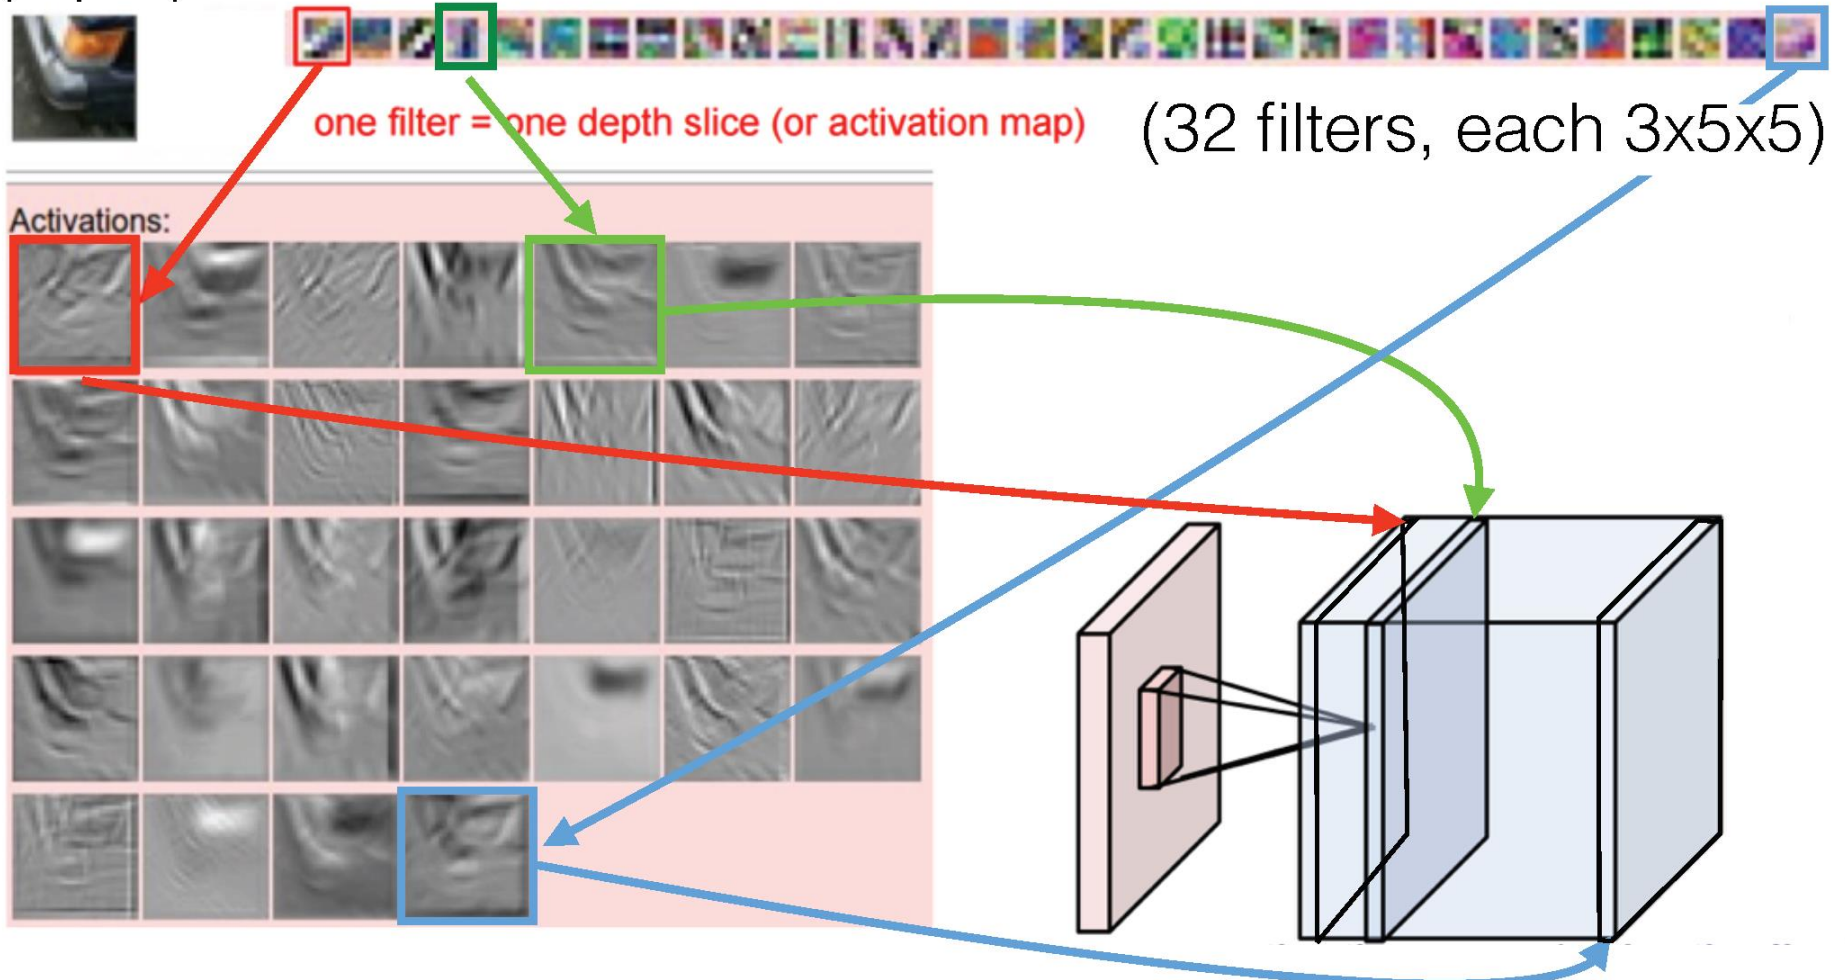 one filter = one depth slice (or activation map)
(32 filters, each 3x5x5)
Activations: